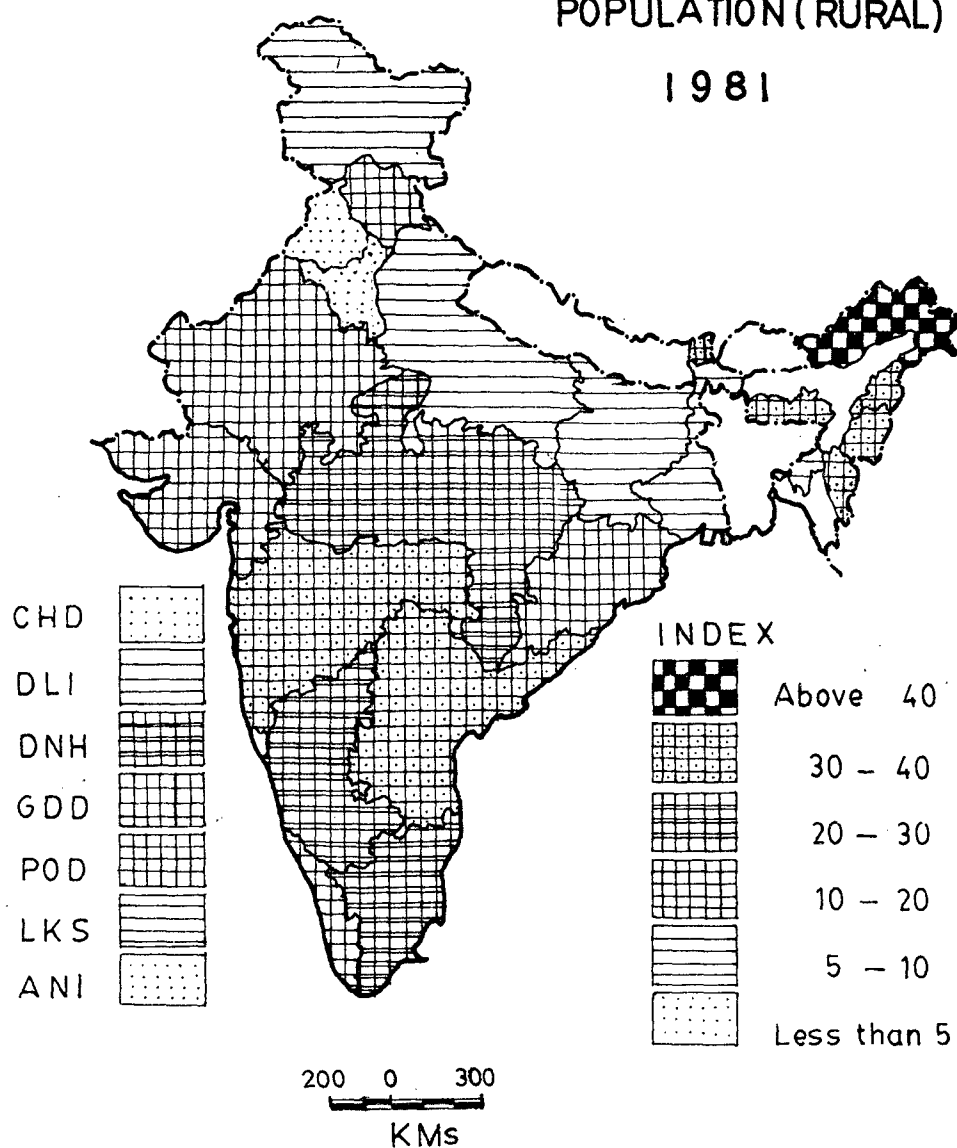 POPULATION (RURAL)
1981
CHD
DLI
DNH
GDD
POD
LKS
ANI
INDEX
Above 40
30 – 40
20 – 30
10 – 20
5 – 10
Less than 5
200 0 300
KMs